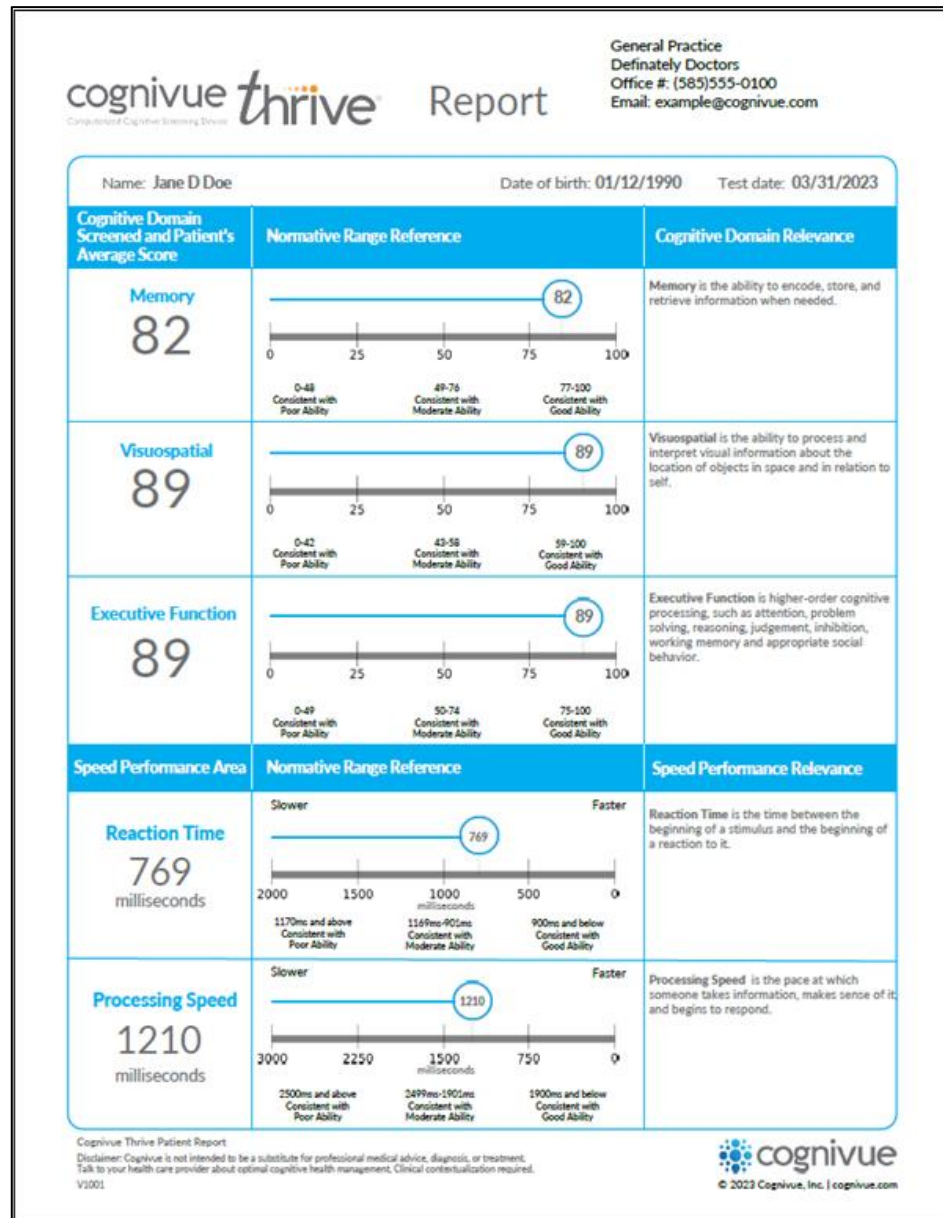 General Practice
Definately Doctors
Office #: (585)555-0100
Email: example@cognivue.com
cognivue thrive Report
Computerized Cognitive Screening Device
Name: Jane D Doe Date of birth: 01/12/1990 Test date: 03/31/2023
Cognitive Domain
Screened and Patient's
Average Score
Normative Range Reference
Cognitive Domain Relevance
Memory
82
82
0 25 50 75 100
0-48
Consistent with
Poor Ability
49-76
Consistent with
Moderate Ability
77-100
Consistent with
Good Ability
Memory is the ability to encode, store, and
retrieve information when needed.
Visuospatial
89
89
0 25 50 75 100
0-42
Consistent with
Poor Ability
43-58
Consistent with
Moderate Ability
59-100
Consistent with
Good Ability
Visuospatial is the ability to process and
interpret visual information about the
location of objects in space and in relation to
self.
Executive Function
89
89
0 25 50 75 100
0-49
Consistent with
Poor Ability
50-74
Consistent with
Moderate Ability
75-100
Consistent with
Good Ability
Executive Function is higher-order cognitive
processing, such as attention, problem
solving, reasoning, judgement, inhibition,
working memory and appropriate social
behavior.
Speed Performance Area
Normative Range Reference
Speed Performance Relevance
Reaction Time
769
milliseconds
Slower Faster
769
2000 1500 1000 500 0
milliseconds
1170ms and above
Consistent with
Poor Ability
1169ms-901ms
Consistent with
Moderate Ability
900ms and below
Consistent with
Good Ability
Reaction Time is the time between the
beginning of a stimulus and the beginning of
a reaction to it.
Processing Speed
1210
milliseconds
Slower Faster
1210
3000 2250 1500 750 0
milliseconds
2500ms and above
Consistent with
Poor Ability
2499ms-1901ms
Consistent with
Moderate Ability
1900ms and below
Consistent with
Good Ability
Processing Speed is the pace at which
someone takes information, makes sense of it,
and begins to respond.
Cognivue Thrive Patient Report
Disclaimer: Cognivue is not intended to be a substitute for professional medical advice, diagnosis, or treatment.
Talk to your health care provider about optimal cognitive health management. Clinical contextualization required.
V1001
cognivue
© 2023 Cognivue, Inc. | cognivue.com